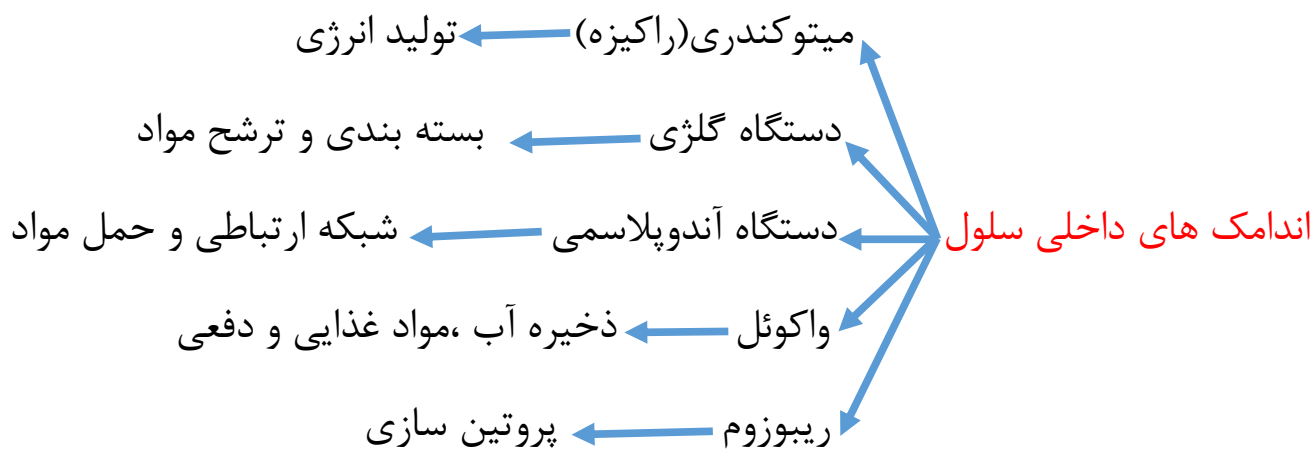 میتوکندری(راکیزه) تولید انرژی
دستگاه گلژی بسته بندی و ترشح مواد
اندامک های داخلی سلول دستگاه آندوپلاسمی شبکه ارتباطی و حمل مواد
واکوئل ذخیره آب ،مواد غذایی و دفعی
ریبوزوم پروتین سازی